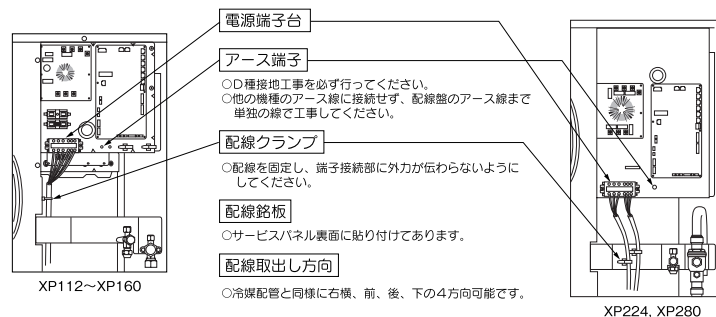 電源端子台
アース端子
○D種接地工事を必ず行ってください。
○他の機種のアース線に接続せず、配線盤のアース線まで
単独の線で工事してください。
配線クランプ
○配線を固定し、端子接続部に外力が伝わらないように
してください。
配線銘板
○サービスパネル裏面に貼り付けてあります。
配線取出し方向
○冷媒配管と同様に右横、前、後、下の4方向可能です。
XP112～XP160
XP224, XP280